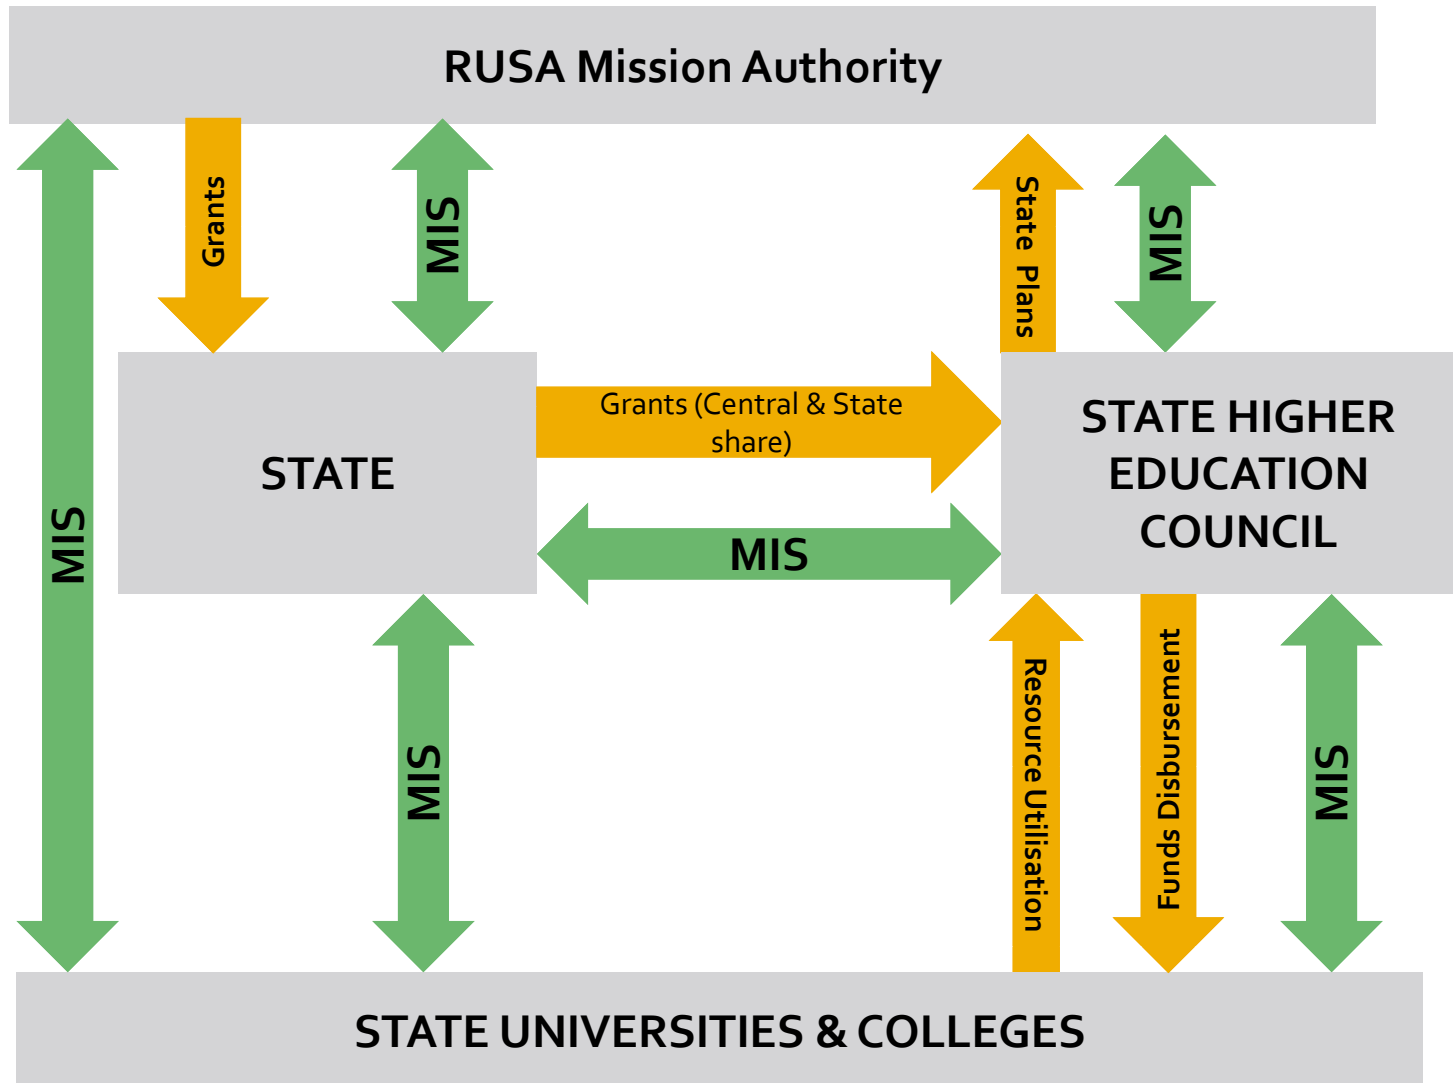 RUSA Mission Authority
Grants
MIS
State Plans
MIS
MIS
STATE
Grants (Central & State
share)
STATE HIGHER
EDUCATION
COUNCIL
MIS
MIS
Resource Utilisation
Funds Disbursement
MIS
STATE UNIVERSITIES & COLLEGES